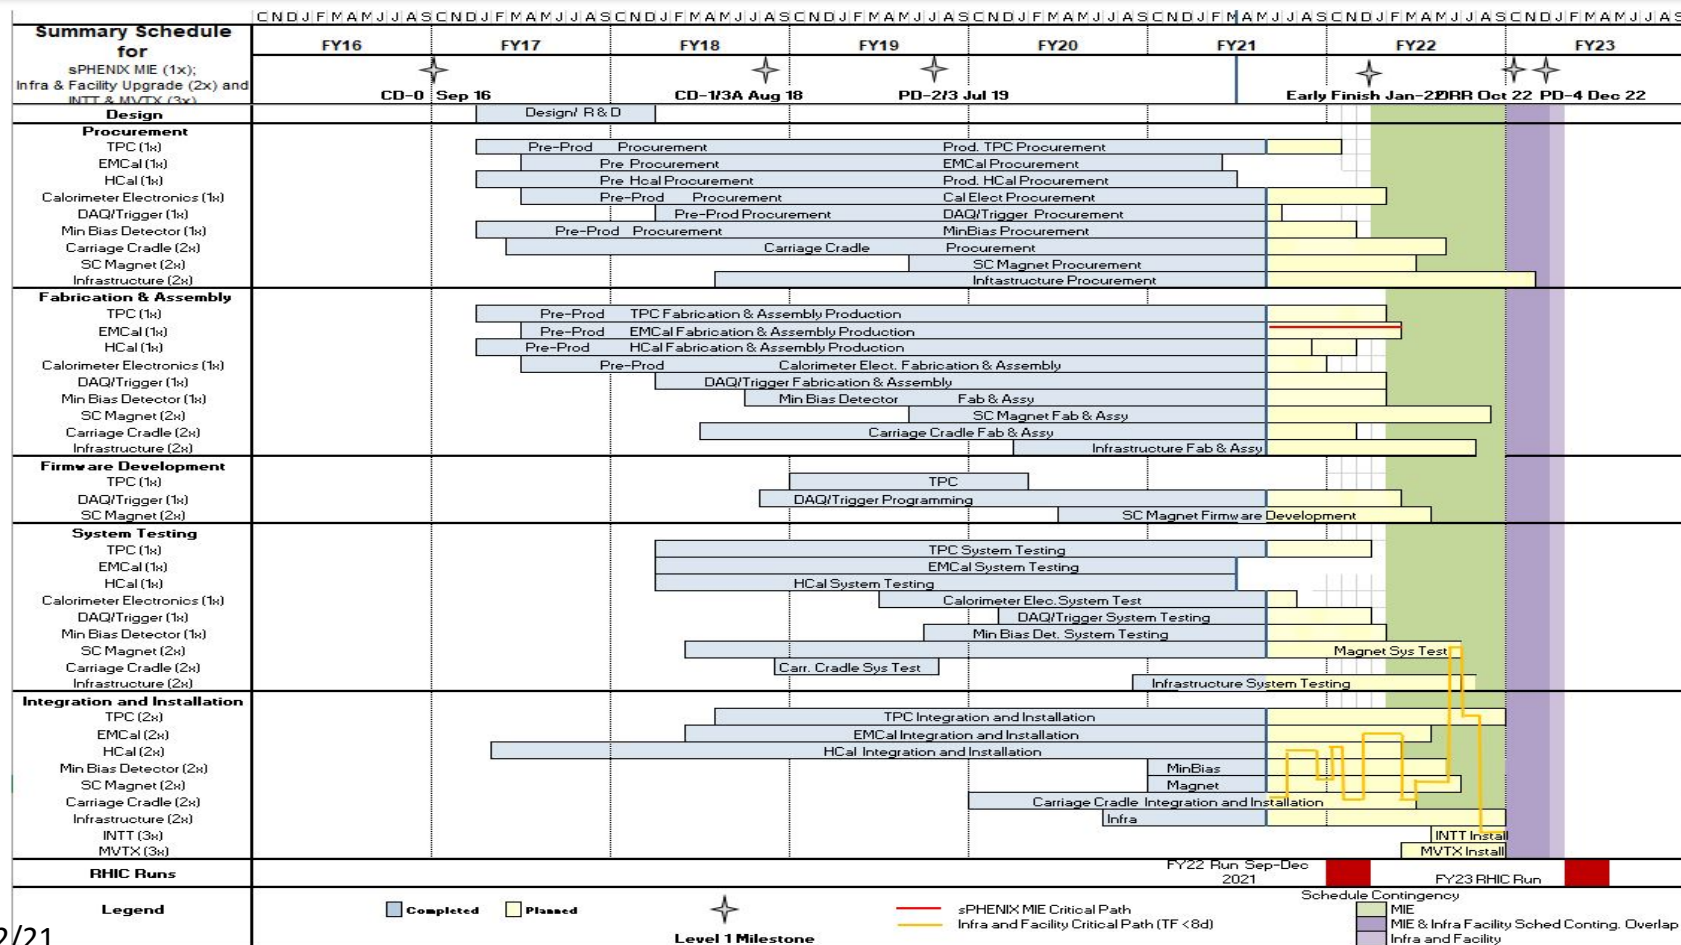 C N D J F M A M J J A S C N D J F M A M J J A S C N D J F M A M J J A S C N D J F M A M J J A S C N D J F M A M J J A S C N D J F M A M J J A S C N D J F M A M J J A S C N D J F M A M J J A S
Summary Schedule
for
sPHENIX MIE (1x);
Infra & Facility Upgrade (2x) and
INTT & MVTX (3x)
FY16 FY17 FY18 FY19 FY20 FY21 FY22 FY23
CD-0 Sep 16 CD-1/3A Aug 18 PD-2/3 Jul 19 Early Finish Jan-22 ORR Oct 22 PD-4 Dec 22
Design Design/ R & D
Procurement
TPC (1x) Pre-Prod Procurement Prod. TPC Procurement
EMCal (1x) Pre Procurement EMCal Procurement
HCal (1x) Pre Hcal Procurement Prod. HCal Procurement
Calorimeter Electronics (1x) Pre-Prod Procurement Cal Elect Procurement
DAQ/Trigger (1x) Pre-Prod Procurement DAQ/Trigger Procurement
Min Bias Detector (1x) Pre-Prod Procurement MinBias Procurement
Carriage Cradle (2x) Carriage Cradle Procurement
SC Magnet (2x) SC Magnet Procurement
Infrastructure (2x) Inftastructure Procurement
Fabrication & Assembly
TPC (1x) Pre-Prod TPC Fabrication & Assembly Production
EMCal (1x) Pre-Prod EMCal Fabrication & Assembly Production
HCal (1x) Pre-Prod HCal Fabrication & Assembly Production
Calorimeter Electronics (1x) Pre-Prod Calorimeter Elect. Fabrication & Assembly
DAQ/Trigger (1x) DAQ/Trigger Fabrication & Assembly
Min Bias Detector (1x) Min Bias Detector Fab & Assy
SC Magnet (2x) SC Magnet Fab & Assy
Carriage Cradle (2x) Carriage Cradle Fab & Assy
Infrastructure (2x) Infrastructure Fab & Assy
Firmware Development
TPC (1x) TPC
DAQ/Trigger (1x) DAQ/Trigger Programming
SC Magnet (2x) SC Magnet Firmware Development
System Testing
TPC (1x) TPC System Testing
EMCal (1x) EMCal System Testing
HCal (1x) HCal System Testing
Calorimeter Electronics (1x) Calorimeter Elec.System Test
DAQ/Trigger (1x) DAQ/Trigger System Testing
Min Bias Detector (1x) Min Bias Det. System Testing
SC Magnet (2x) Magnet Sys Test
Carriage Cradle (2x) Carr. Cradle Sys Test
Infrastructure (2x) Infrastructure System Testing
Integration and Installation
TPC (2x) TPC Integration and Installation
EMCal (2x) EMCal Integration and Installation
HCal (2x) HCal Integration and Installation
Min Bias Detector (2x) MinBias
SC Magnet (2x) Magnet
Carriage Cradle (2x) Carriage Cradle Integration and Installation
Infrastructure (2x) Infra
INTT (3x) INTT Install
MVTX (3x) MVTX Install
RHIC Runs FY22 Run Sep-Dec
2021 FY23 RHIC Run
Legend Completed Planned Level 1 Milestone
sPHENIX MIE Critical Path
Infra and Facility Critical Path (TF <8d)
Schedule Contingency
MIE
MIE & Infra Facility Sched Conting. Overlap
Infra and Facility
2/21